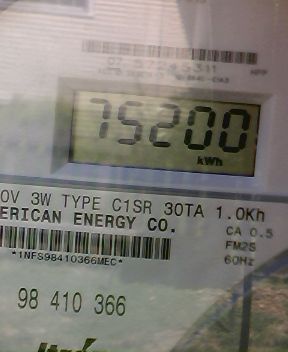 75200
kWh
0V 3W TYPE C1SR 30TA 1.0Kh
ERICAN ENERGY CO.
CA 0.5
FM2S
60Hz
*1NFS98410366MEC*
98 410 366